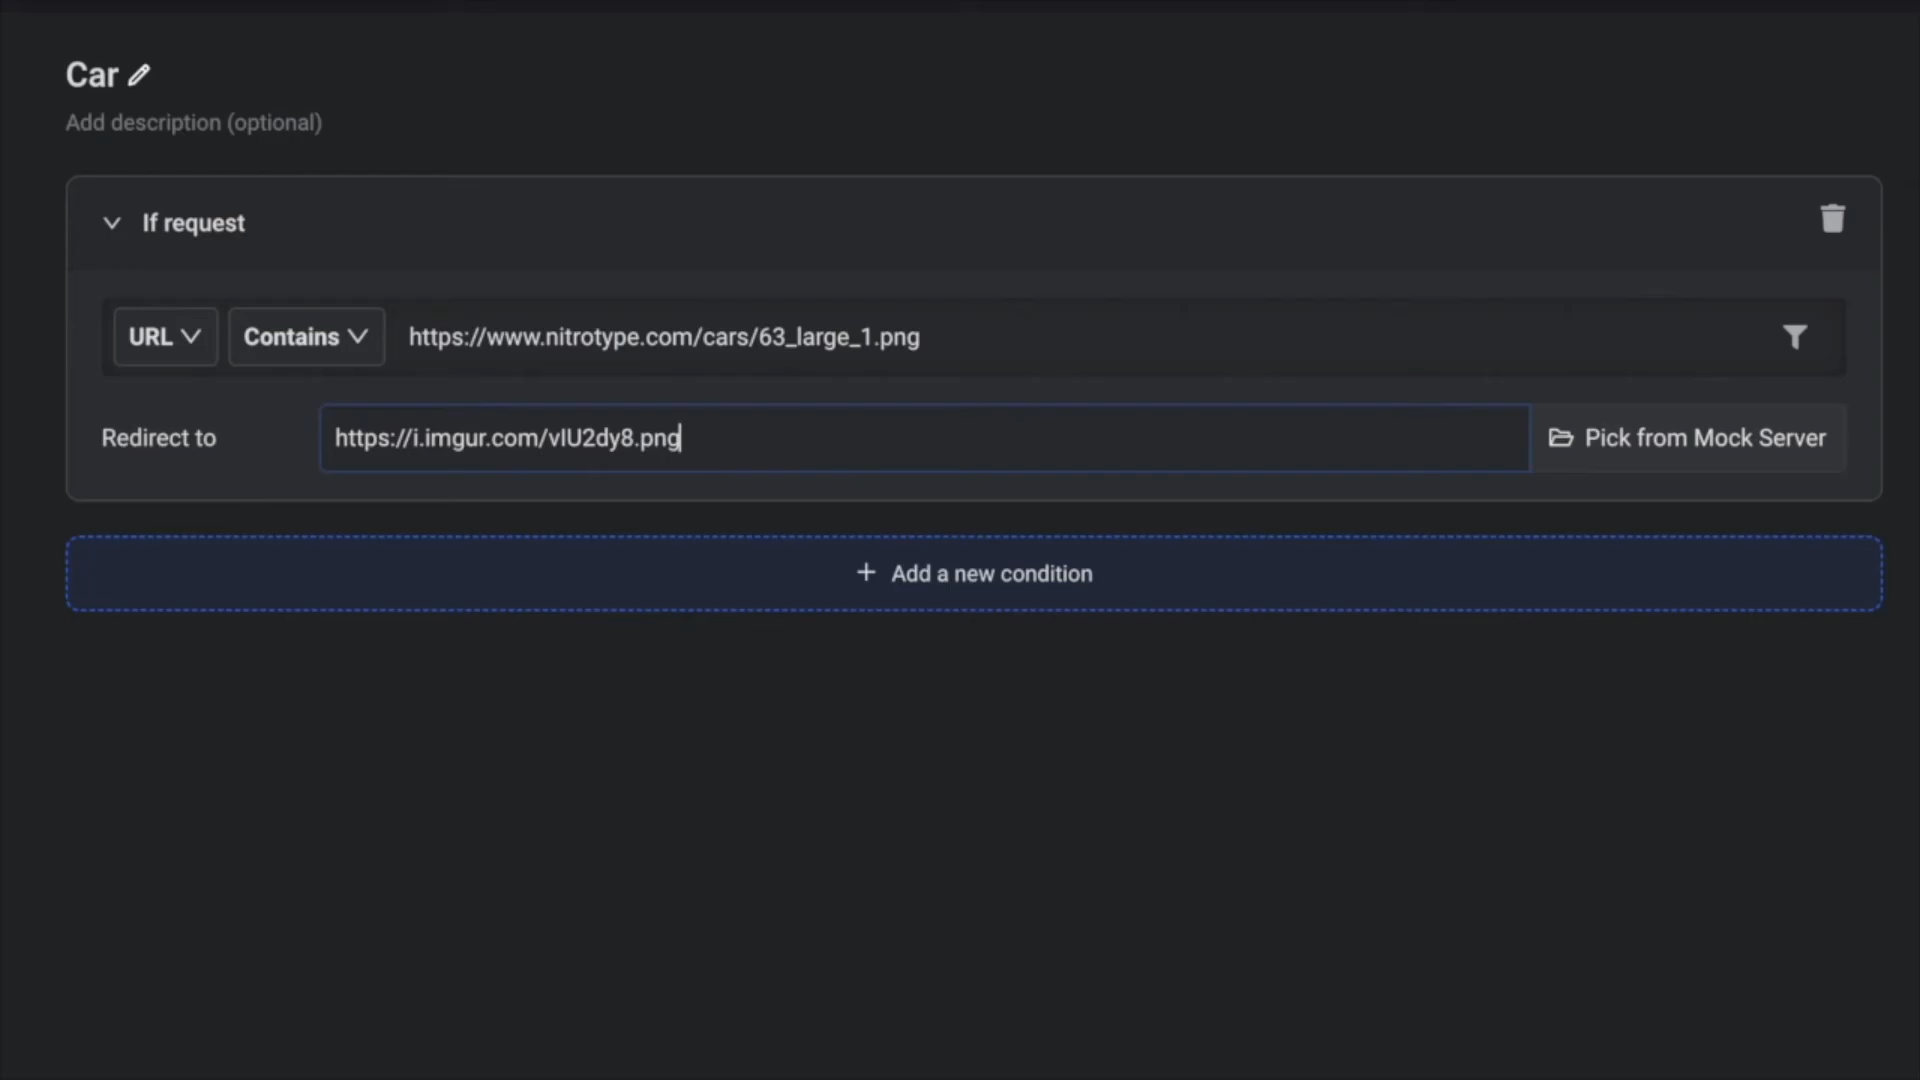 Car
Add description (optional)
If request
URL Contains https://www.nitrotype.com/cars/63_large_1.png
Redirect to https://i.imgur.com/vIU2dy8.png Pick from Mock Server
+ Add a new condition